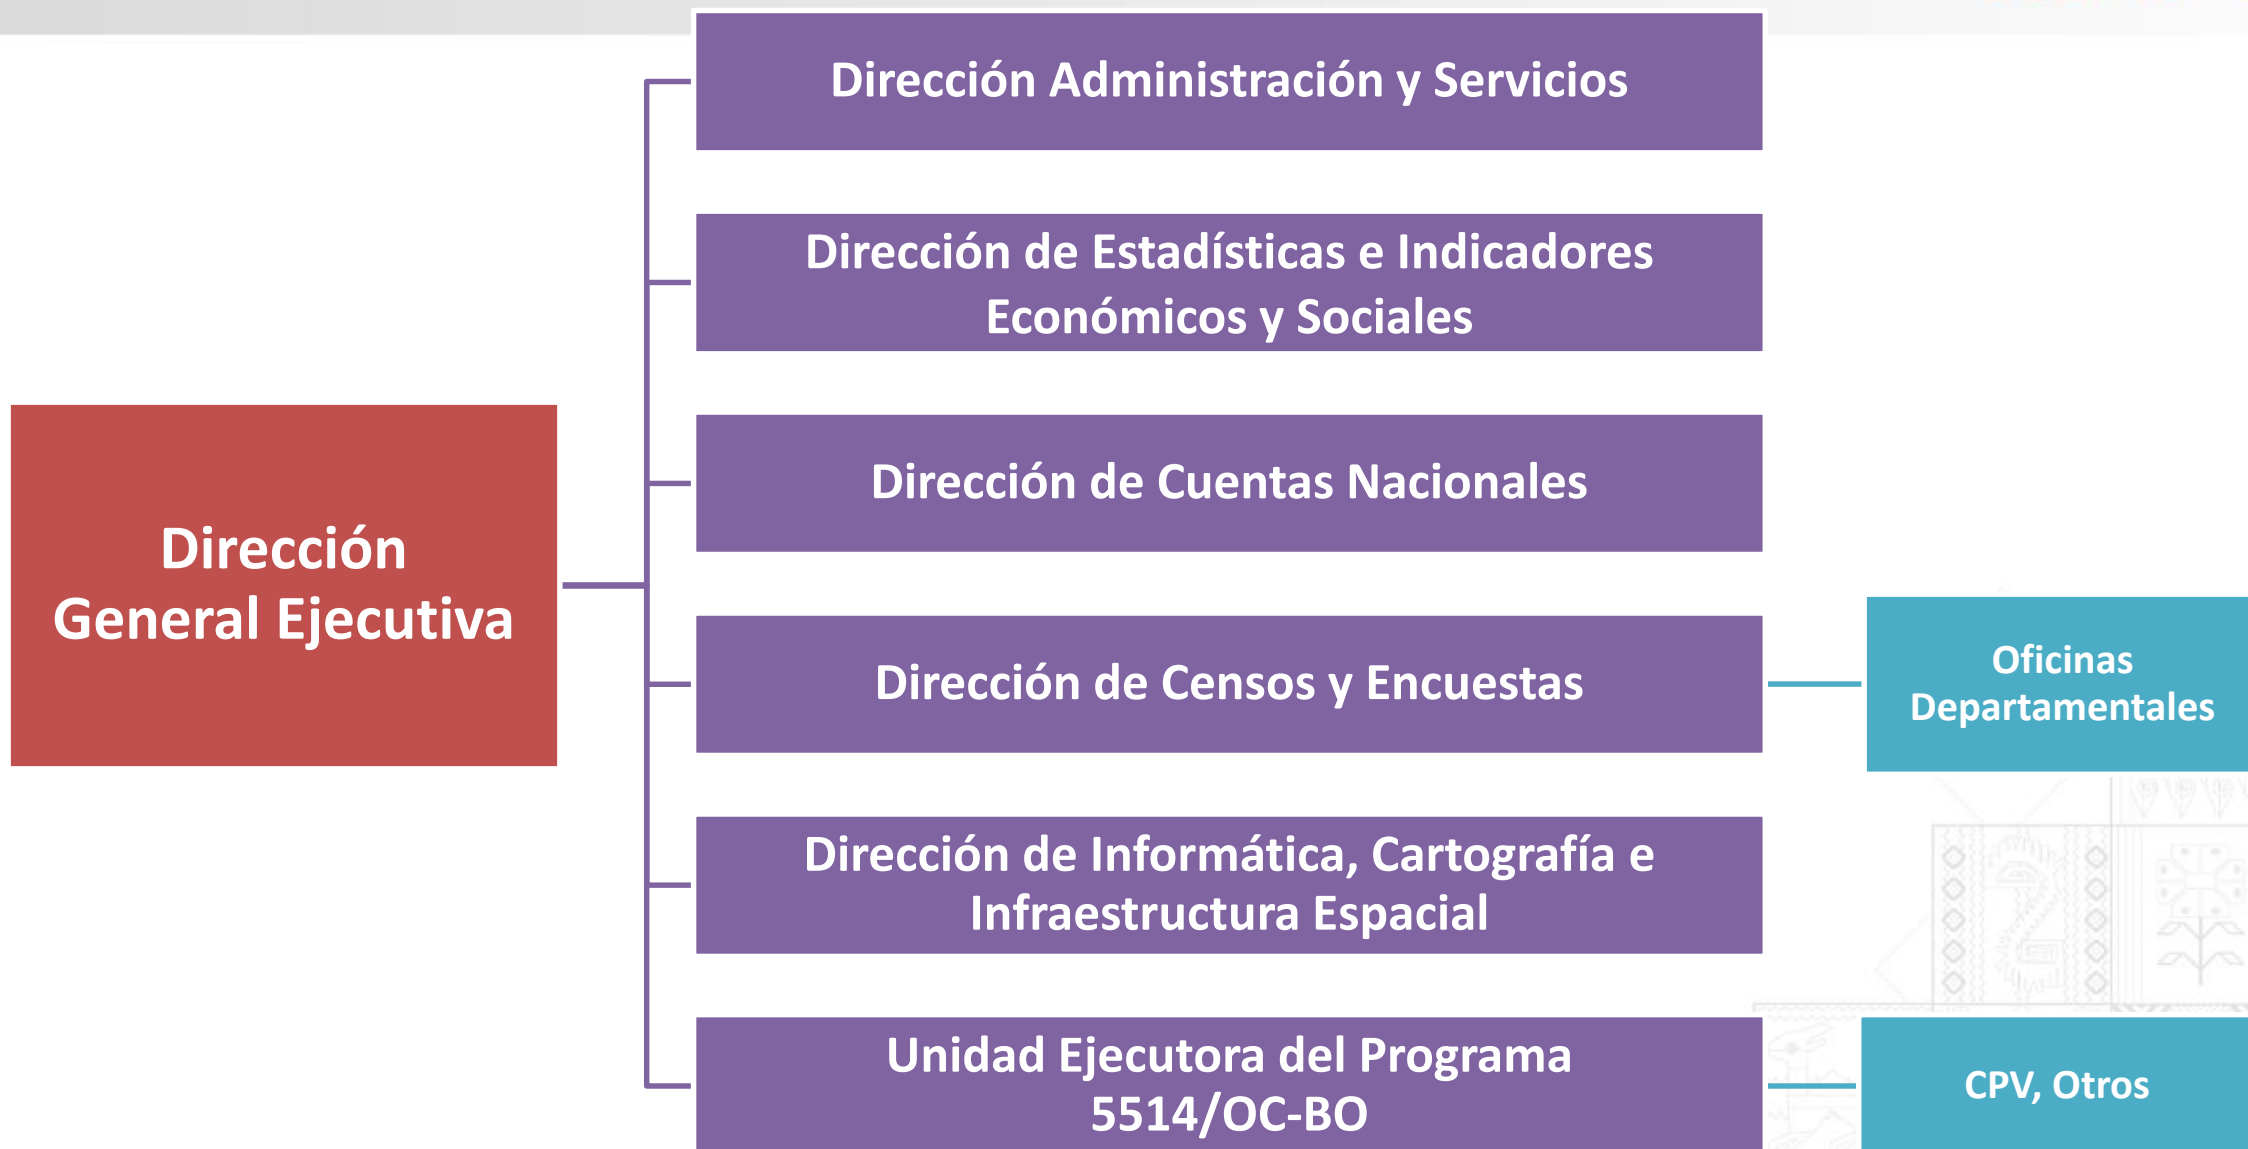 Dirección Administración y Servicios
Dirección de Estadísticas e Indicadores
Económicos y Sociales
Dirección de Cuentas Nacionales
Dirección
General Ejecutiva
Dirección de Censos y Encuestas
Oficinas
Departamentales
Dirección de Informática, Cartografía e
Infraestructura Espacial
Unidad Ejecutora del Programa
5514/OC-BO
CPV, Otros